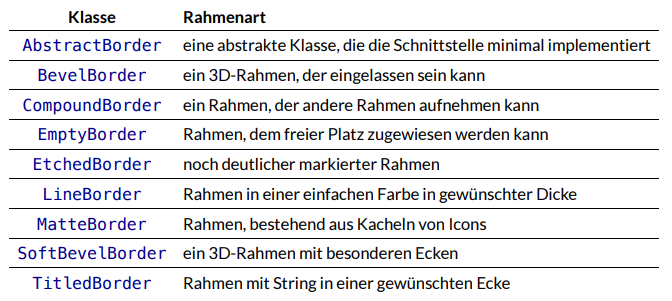 Klasse Rahmenart
AbstractBorder eine abstrakte Klasse, die die Schnittstelle minimal implementiert
BevelBorder ein 3D-Rahmen, der eingelassen sein kann
CompoundBorder ein Rahmen, der andere Rahmen aufnehmen kann
EmptyBorder Rahmen, dem freier Platz zugewiesen werden kann
EtchedBorder noch deutlicher markierter Rahmen
LineBorder Rahmen in einer einfachen Farbe in gewünschter Dicke
MatteBorder Rahmen, bestehend aus Kacheln von Icons
SoftBevelBorder ein 3D-Rahmen mit besonderen Ecken
TitledBorder Rahmen mit String in einer gewünschten Ecke